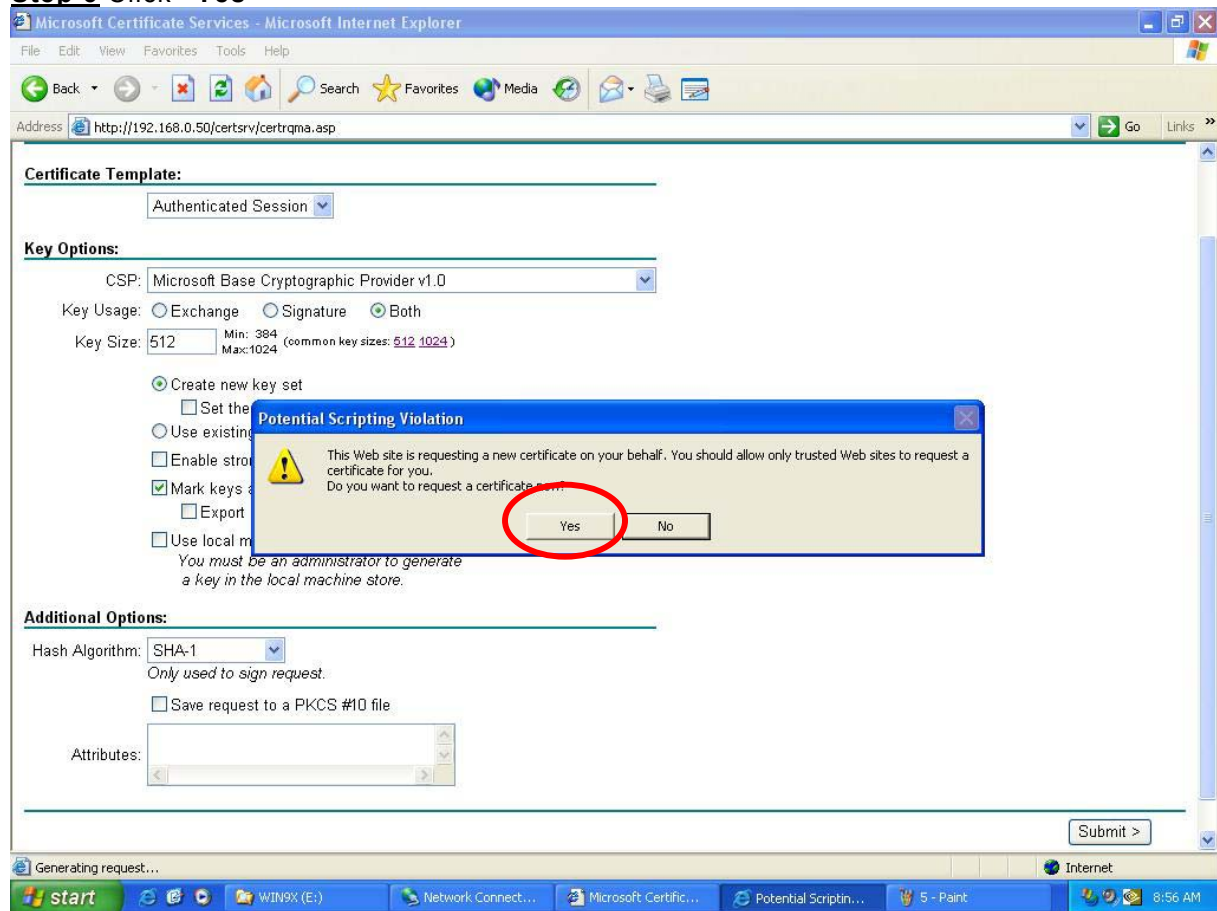 Microsoft Certificate Services - Microsoft Internet Explorer
File Edit View Favorites Tools Help
Back Search Favorites Media
Address http://192.168.0.50/certsrv/certrqma.asp Go Links »
Certificate Template:
Authenticated Session
Key Options:
CSP: Microsoft Base Cryptographic Provider v1.0
Key Usage: Exchange Signature Both
Key Size: 512 Min: 384 Max:1024 (common key sizes: 512 1024 )
Create new key set
Set the
Use existing
Enable stro
Mark keys
Export
Use local m
You must be an administrator to generate
a key in the local machine store.
Potential Scripting Violation
This Web site is requesting a new certificate on your behalf. You should allow only trusted Web sites to request a
certificate for you.
Do you want to request a certificate now?
Yes No
Additional Options:
Hash Algorithm: SHA-1
Only used to sign request.
Save request to a PKCS #10 file
Attributes:
Submit >
Generating request... Internet
start WIN9X (E:) Network Connect... Microsoft Certific... Potential Scriptin... 5 - Paint 8:56 AM